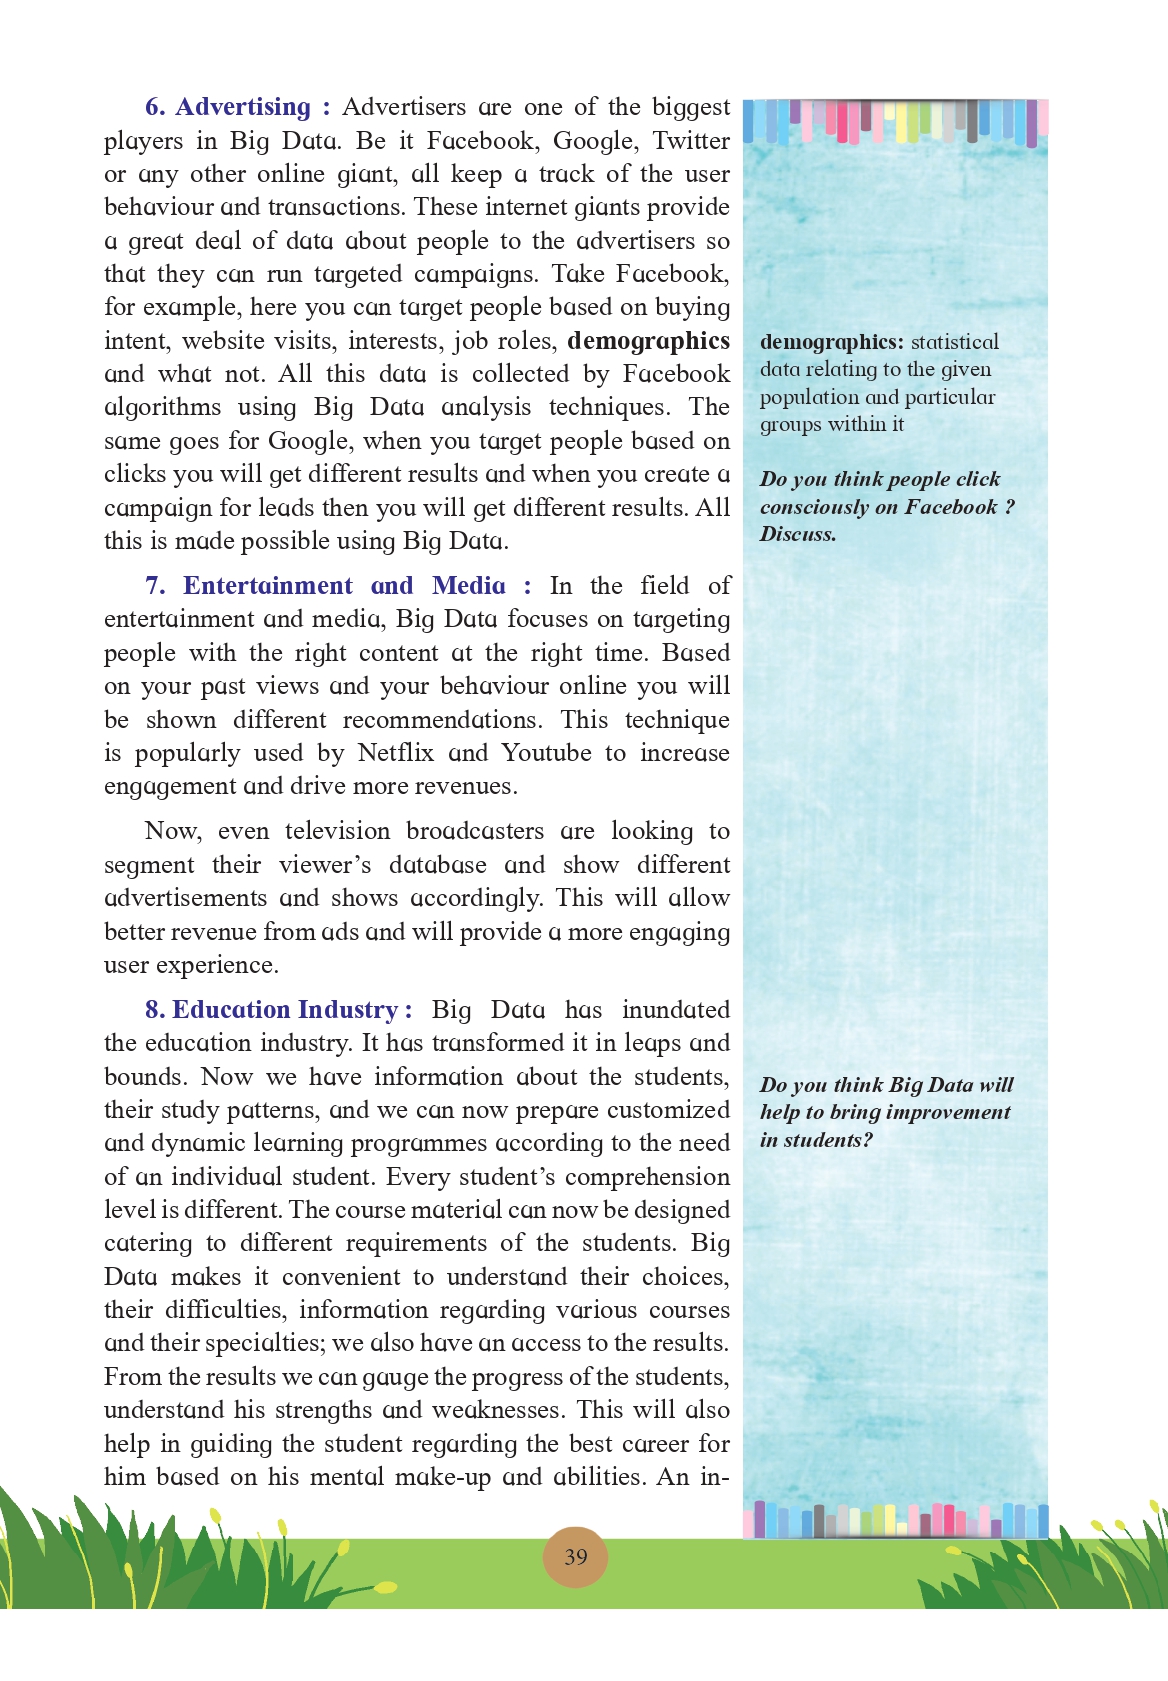 6. Advertising : Advertisers are one of the biggest
players in Big Data. Be it Facebook, Google, Twitter
or any other online giant, all keep a track of the user
behaviour and transactions. These internet giants provide
a great deal of data about people to the advertisers so
that they can run targeted campaigns. Take Facebook,
for example, here you can target people based on buying
intent, website visits, interests, job roles, demographics
and what not. All this data is collected by Facebook
algorithms using Big Data analysis techniques. The
same goes for Google, when you target people based on
clicks you will get different results and when you create a
campaign for leads then you will get different results. All
this is made possible using Big Data.
7. Entertainment and Media : In the field of
entertainment and media, Big Data focuses on targeting
people with the right content at the right time. Based
on your past views and your behaviour online you will
be shown different recommendations. This technique
is popularly used by Netflix and Youtube to increase
engagement and drive more revenues.
Now, even television broadcasters are looking to
segment their viewer’s database and show different
advertisements and shows accordingly. This will allow
better revenue from ads and will provide a more engaging
user experience.
8. Education Industry : Big Data has inundated
the education industry. It has transformed it in leaps and
bounds. Now we have information about the students,
their study patterns, and we can now prepare customized
and dynamic learning programmes according to the need
of an individual student. Every student’s comprehension
level is different. The course material can now be designed
catering to different requirements of the students. Big
Data makes it convenient to understand their choices,
their difficulties, information regarding various courses
and their specialties; we also have an access to the results.
From the results we can gauge the progress of the students,
understand his strengths and weaknesses. This will also
help in guiding the student regarding the best career for
him based on his mental make-up and abilities. An in-
demographics: statistical
data relating to the given
population and particular
groups within it
Do you think people click
consciously on Facebook ?
Discuss.
Do you think Big Data will
help to bring improvement
in students?
39